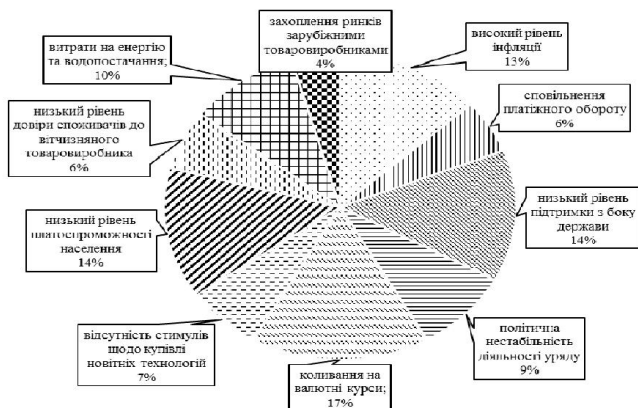 захоплення ринків
зарубіжними
товаровиробниками
4%
високий рівень
інфляції
13%
сповільнення
платіжного обороту
6%
низький рівень
підтримки з боку
держави
14%
політична
нестабільність
діяльності уряду
9%
коливання на
валютні курси;
17%
відсутність стимулів
щодо купівлі
новітніх технологій
7%
низький рівень
платоспроможності
населення
14%
низький рівень
довіри споживачів до
вітчизняного
товаровиробника
6%
витрати на енергію
та водопостачання;
10%